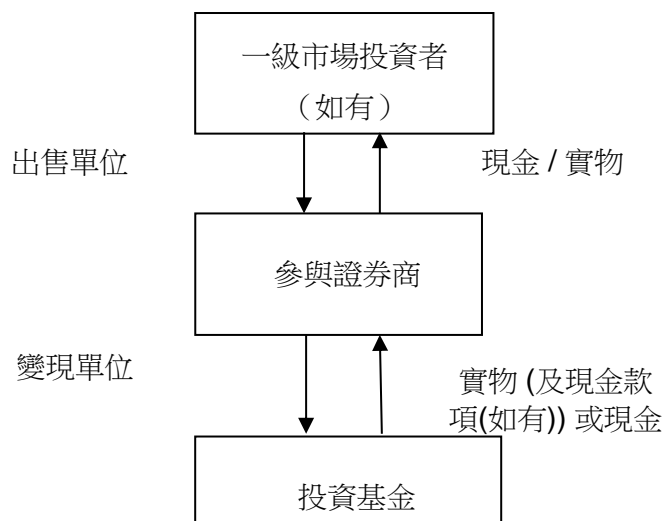 一級市場投資者
（如有）
出售單位
現金 / 實物
參與證券商
變現單位
實物 (及現金款
項(如有)) 或現金
投資基金